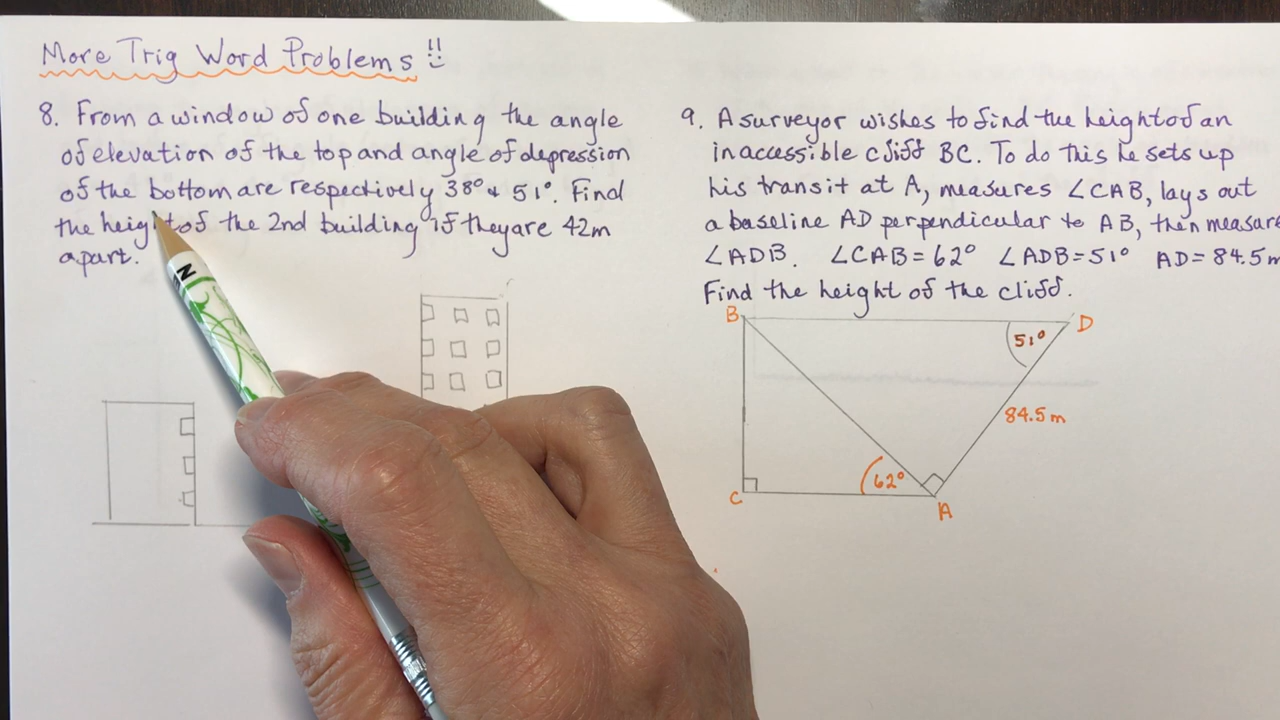 More Trig Word Problems !!
8. From a window of one building the angle
of elevation of the top and angle of depression
of the bottom are respectively 38° & 51°. Find
the height of the 2nd building if they are 42m
apart.
9. A surveyor wishes to find the height of an
inaccessible cliff BC. To do this he sets up
his transit at A, measures ∠CAB, lays out
a baseline AD perpendicular to AB, then measure
∠ADB. ∠CAB = 62° ∠ADB = 51° AD = 84.5m
Find the height of the cliff.
B
D
51°
84.5 m
62°
C
A
N